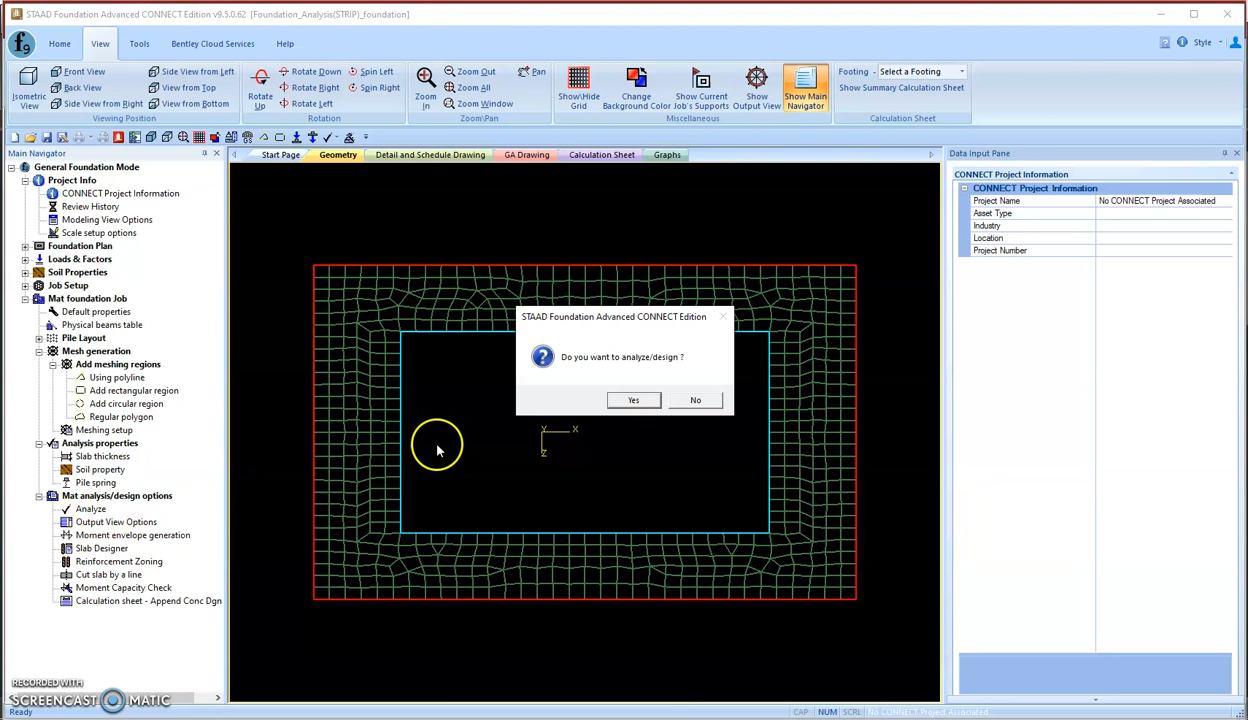 STAAD Foundation Advanced CONNECT Edition v9.5.0.62 [Foundation_Analysis(STRIP)_foundation]
Home View Tools Bentley Cloud Services Help Style
Isometric View
Front View
Back View
Side View from Right
Side View from Left
View from Top
View from Bottom
Viewing Position
Rotate Up
Rotate Down
Rotate Right
Rotate Left
Spin Left
Spin Right
Rotation
Zoom In
Zoom Out
Zoom All
Zoom Window
Pan
Zoom\Pan
Show\Hide Grid
Change Background Color
Show Current Job's Supports
Show Output View
Show Main Navigator
Miscellaneous
Footing - Select a Footing
Show Summary Calculation Sheet
Calculation Sheet
Main Navigator
General Foundation Mode
Project Info
CONNECT Project Information
Review History
Modeling View Options
Scale setup options
Foundation Plan
Loads & Factors
Soil Properties
Job Setup
Mat foundation Job
Default properties
Physical beams table
Pile Layout
Mesh generation
Add meshing regions
Using polyline
Add rectangular region
Add circular region
Regular polygon
Meshing setup
Analysis properties
Slab thickness
Soil property
Pile spring
Mat analysis/design options
Analyze
Output View Options
Moment envelope generation
Slab Designer
Reinforcement Zoning
Cut slab by a line
Moment Capacity Check
Calculation sheet - Append Conc Dgn
Start Page Geometry Detail and Schedule Drawing GA Drawing Calculation Sheet Graphs
STAAD Foundation Advanced CONNECT Edition
Do you want to analyze/design ?
Yes No
Y X
Z
Data Input Pane
CONNECT Project Information
CONNECT Project Information
Project Name No CONNECT Project Associated
Asset Type
Industry
Location
Project Number
RECORDED WITH
SCREENCAST MATIC
Ready CAP NUM SCRL No CONNECT Project Associated